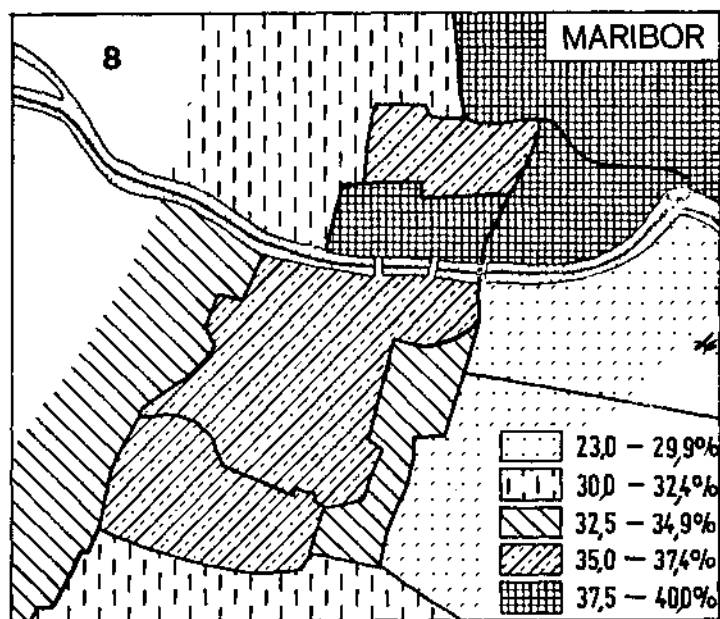 8
MARIBOR
23,0 – 29,9%
30,0 – 32,4%
32,5 – 34,9%
35,0 – 37,4%
37,5 – 40,0%